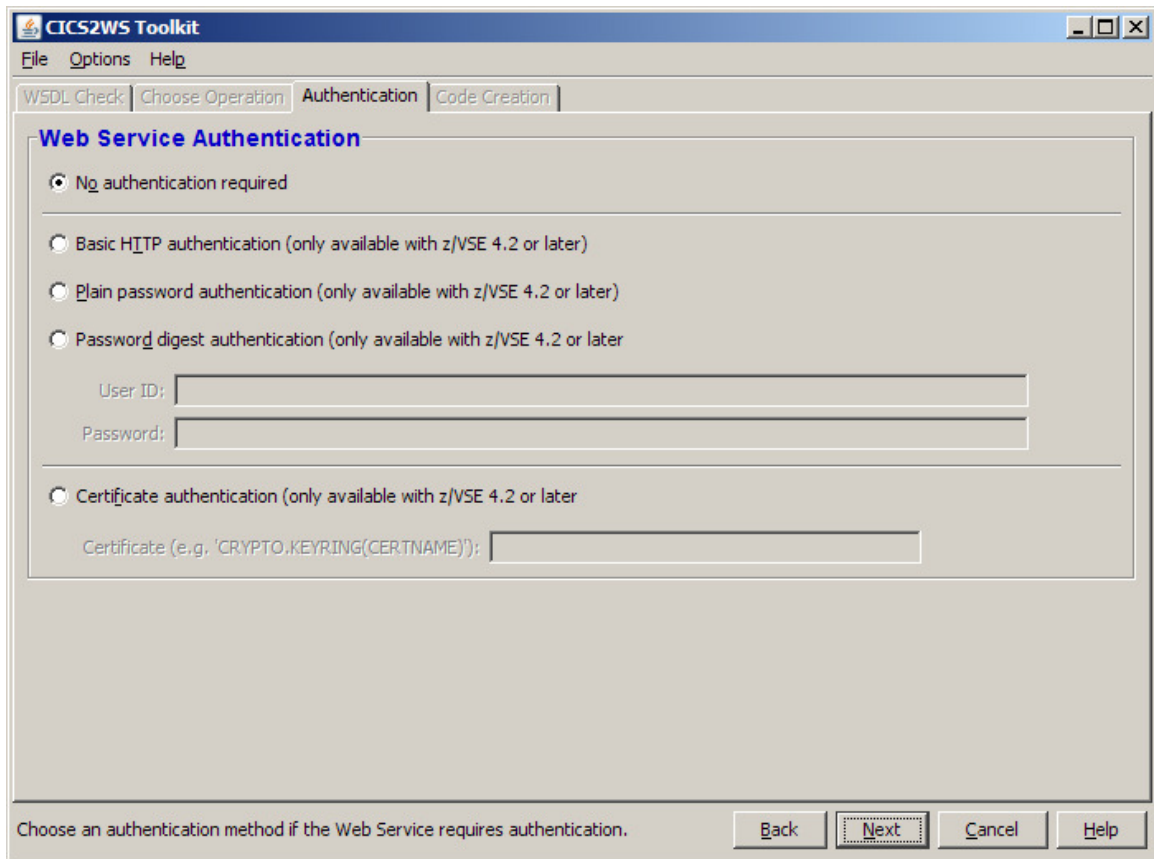 CICS2WS Toolkit
File Options Help
WSDL Check Choose Operation Authentication Code Creation
Web Service Authentication
No authentication required
Basic HTTP authentication (only available with z/VSE 4.2 or later)
Plain password authentication (only available with z/VSE 4.2 or later)
Password digest authentication (only available with z/VSE 4.2 or later
User ID:
Password:
Certificate authentication (only available with z/VSE 4.2 or later
Certificate (e.g. 'CRYPTO.KEYRING(CERTNAME)'):
Choose an authentication method if the Web Service requires authentication. Back Next Cancel Help